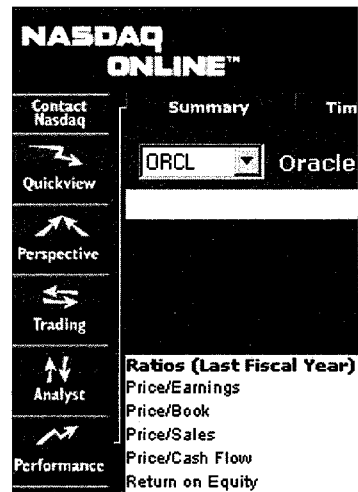 NASDAQ
ONLINE™
Contact
Nasdaq
Summary
Tim
ORCL
Oracle
Quickview
Perspective
Trading
Analyst
Performance
Ratios (Last Fiscal Year)
Price/Earnings
Price/Book
Price/Sales
Price/Cash Flow
Return on Equity